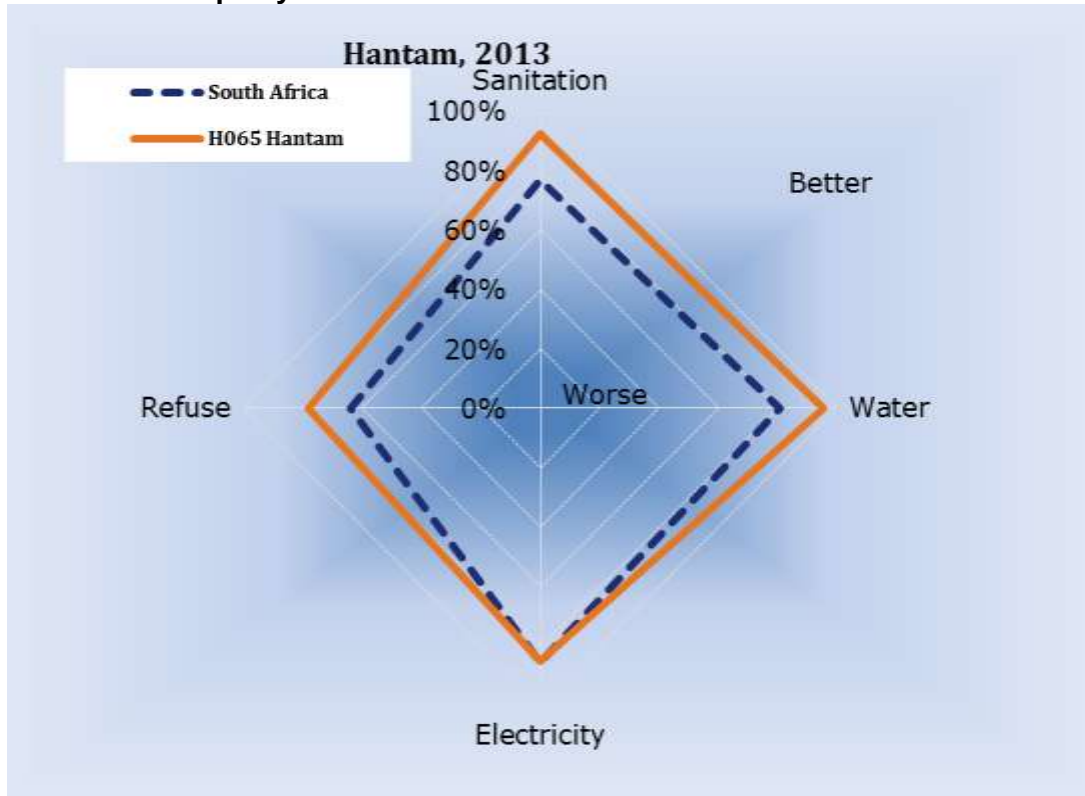 Hantam, 2013
South Africa
H065 Hantam
Sanitation
100%
80%
60%
40%
20%
0%
Better
Worse
Water
Refuse
Electricity